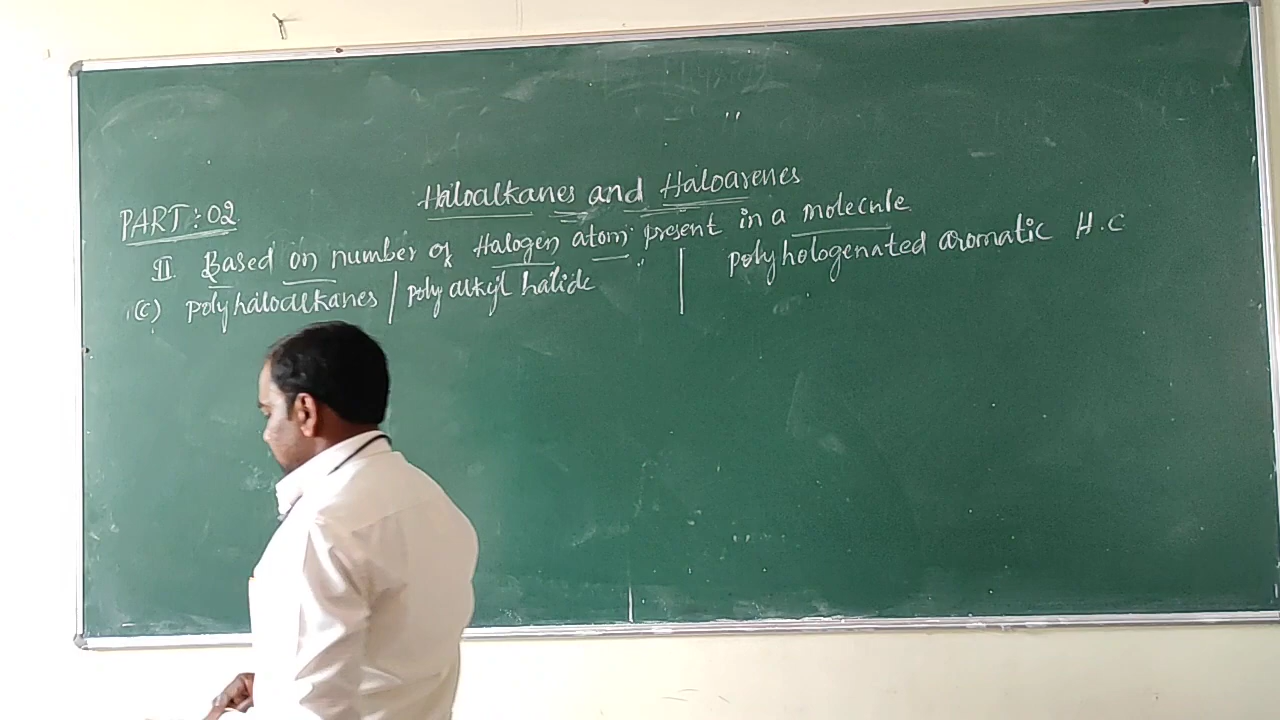 Haloalkanes and Haloarenes
PART:02
II. Based on number of Halogen atom present in a molecule
(C) polyhaloalkanes / poly alkyl halide | polyhologenated aromatic H.C